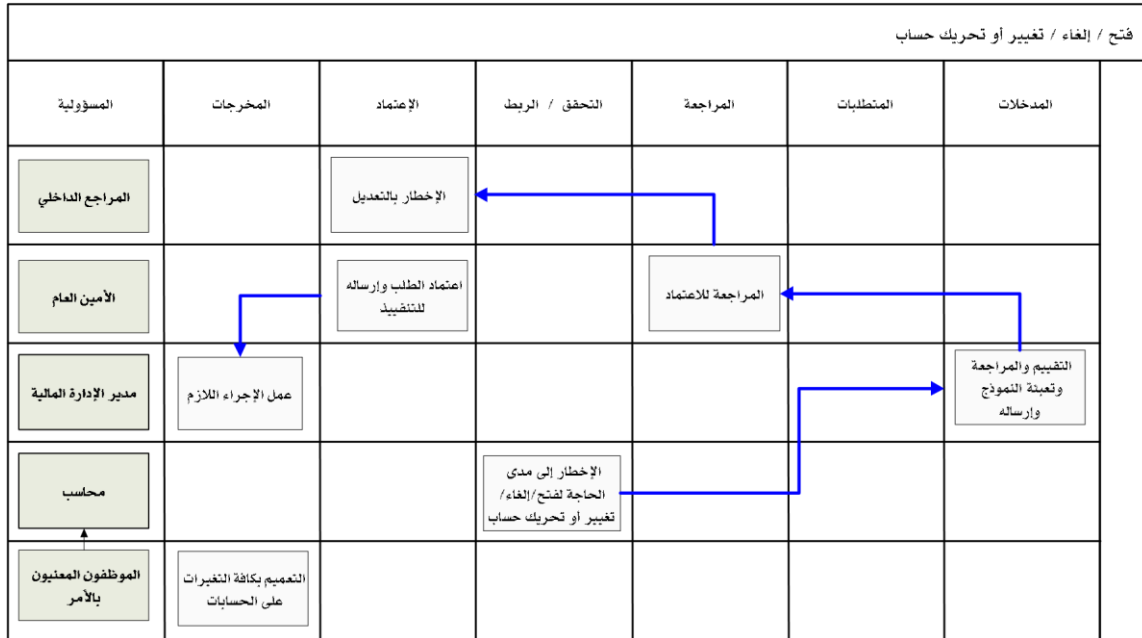 فتح / إلغاء / تغيير أو تحريك حساب
المدخلات
المتطلبات
المراجعة
التحقق / الربط
الإعتماد
المخرجات
المسؤولية
الإخطار بالتعديل
المراجع الداخلي
المراجعة للاعتماد
اعتماد الطلب وإرساله
للتنفييذ
الأمين العام
التقييم والمراجعة
وتعبئة النموذج
وإرساله
عمل الإجراء اللازم
مدير الإدارة المالية
الإخطار إلى مدى
الحاجة لفتح/إلغاء/
تغيير أو تحريك حساب
محاسب
التعميم بكافة التغيرات
على الحسابات
الموظفون المعنيون
بالأمر